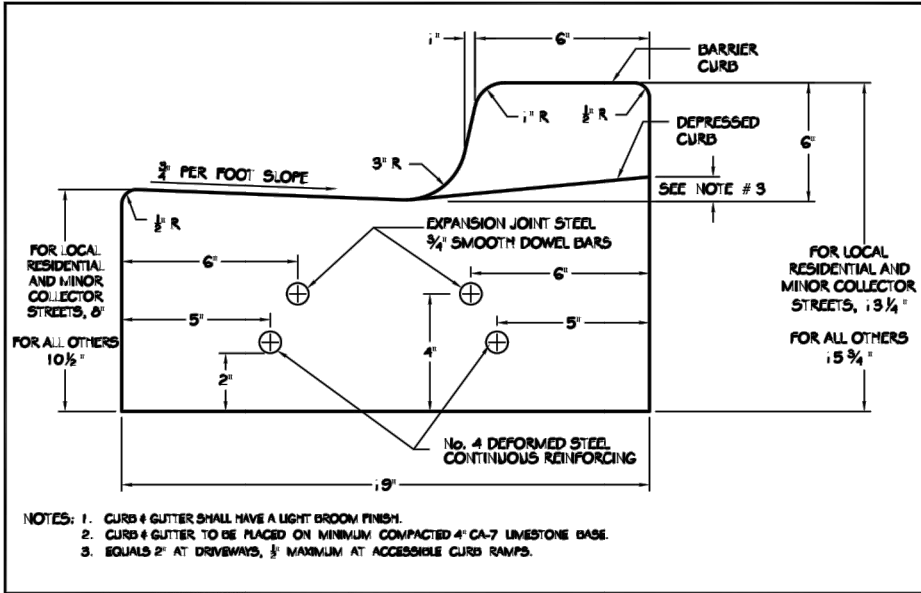 1" 6"
BARRIER
CURB
1" R
½" R
DEPRESSED
CURB
3" R
6"
PER FOOT SLOPE
SEE NOTE # 3
½" R
EXPANSION JOINT STEEL
¾" SMOOTH DOWEL BARS
FOR LOCAL
RESIDENTIAL
AND MINOR
COLLECTOR
STREETS, 8"
FOR ALL OTHERS
10½"
6"
6"
FOR LOCAL
RESIDENTIAL AND
MINOR COLLECTOR
STREETS, 13¼"
FOR ALL OTHERS
15¾"
5"
5"
4"
2"
No. 4 DEFORMED STEEL
CONTINUOUS REINFORCING
19"
NOTES: 1. CURB & GUTTER SHALL HAVE A LIGHT BROOM FINISH.
2. CURB & GUTTER TO BE PLACED ON MINIMUM COMPACTED 4" CA-7 LIMESTONE BASE.
3. EQUALS 2" AT DRIVEWAYS, ½" MAXIMUM AT ACCESSIBLE CURB RAMPS.